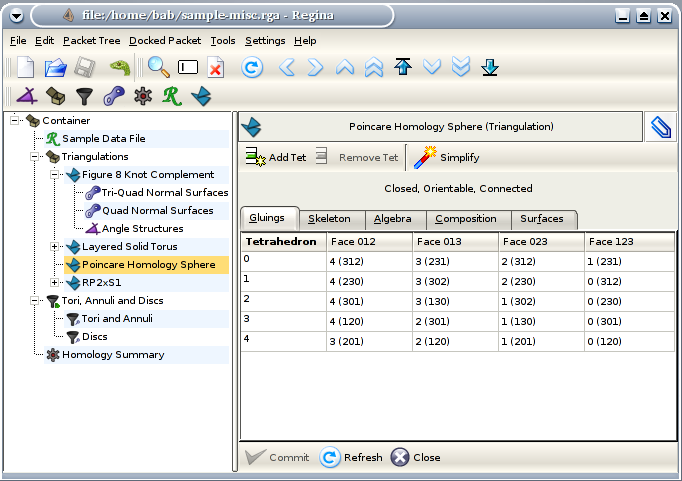 file:/home/bab/sample-misc.rga - Regina
File Edit Packet Tree Docked Packet Tools Settings Help
Container
Sample Data File
Triangulations
Figure 8 Knot Complement
Tri-Quad Normal Surfaces
Quad Normal Surfaces
Angle Structures
Layered Solid Torus
Poincare Homology Sphere
RP2xS1
Tori, Annuli and Discs
Tori and Annuli
Discs
Homology Summary
Poincare Homology Sphere (Triangulation)
Add Tet Remove Tet Simplify
Closed, Orientable, Connected
Gluings Skeleton Algebra Composition Surfaces
Tetrahedron Face 012 Face 013 Face 023 Face 123
0 4 (312) 3 (231) 2 (312) 1 (231)
1 4 (230) 3 (302) 2 (230) 0 (312)
2 4 (301) 3 (130) 1 (302) 0 (230)
3 4 (120) 2 (301) 1 (130) 0 (301)
4 3 (201) 2 (120) 1 (201) 0 (120)
Commit Refresh Close